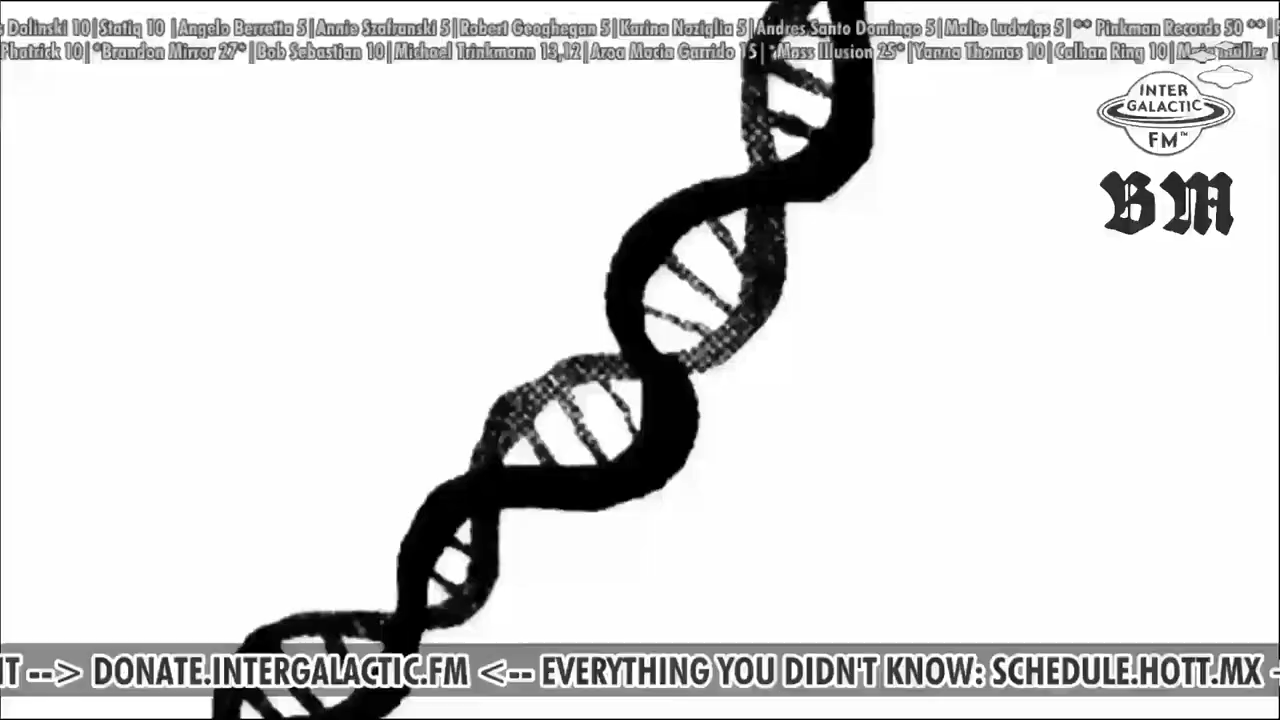 Dolinski 10|Statiq 10 |Angelo Berretta 5|Annie Szafranski 5|Robert Geoghegan 5|Karina Naziglia 5|Andres Santo Domingo 5|Malte Ludwigs 5|** Pinkman Records 50 **|
Phatrick 10|*Brandon Mirror 27*|Bob Sebastian 10|Michael Trinkmann 13,12|Aroa Macia Garrido 15| *Mass Illusion 25*|Yanna Thomas 10|Calhan Ring 10|
INTER
GALACTIC
FM™
BM
--> DONATE.INTERGALACTIC.FM <-- EVERYTHING YOU DIDN'T KNOW: SCHEDULE.HOTT.MX -